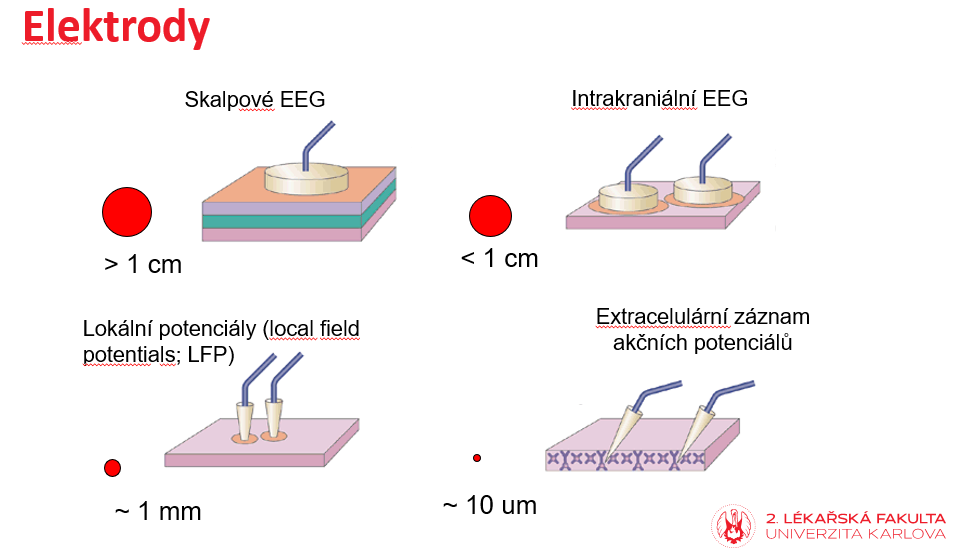 Elektrody
Skalpové EEG
Intrakraniální EEG
> 1 cm
< 1 cm
Lokální potenciály (local field
potentials; LFP)
Extracelulární záznam
akčních potenciálů
~ 1 mm
~ 10 um
2. LÉKAŘSKÁ FAKULTA
UNIVERZITA KARLOVA